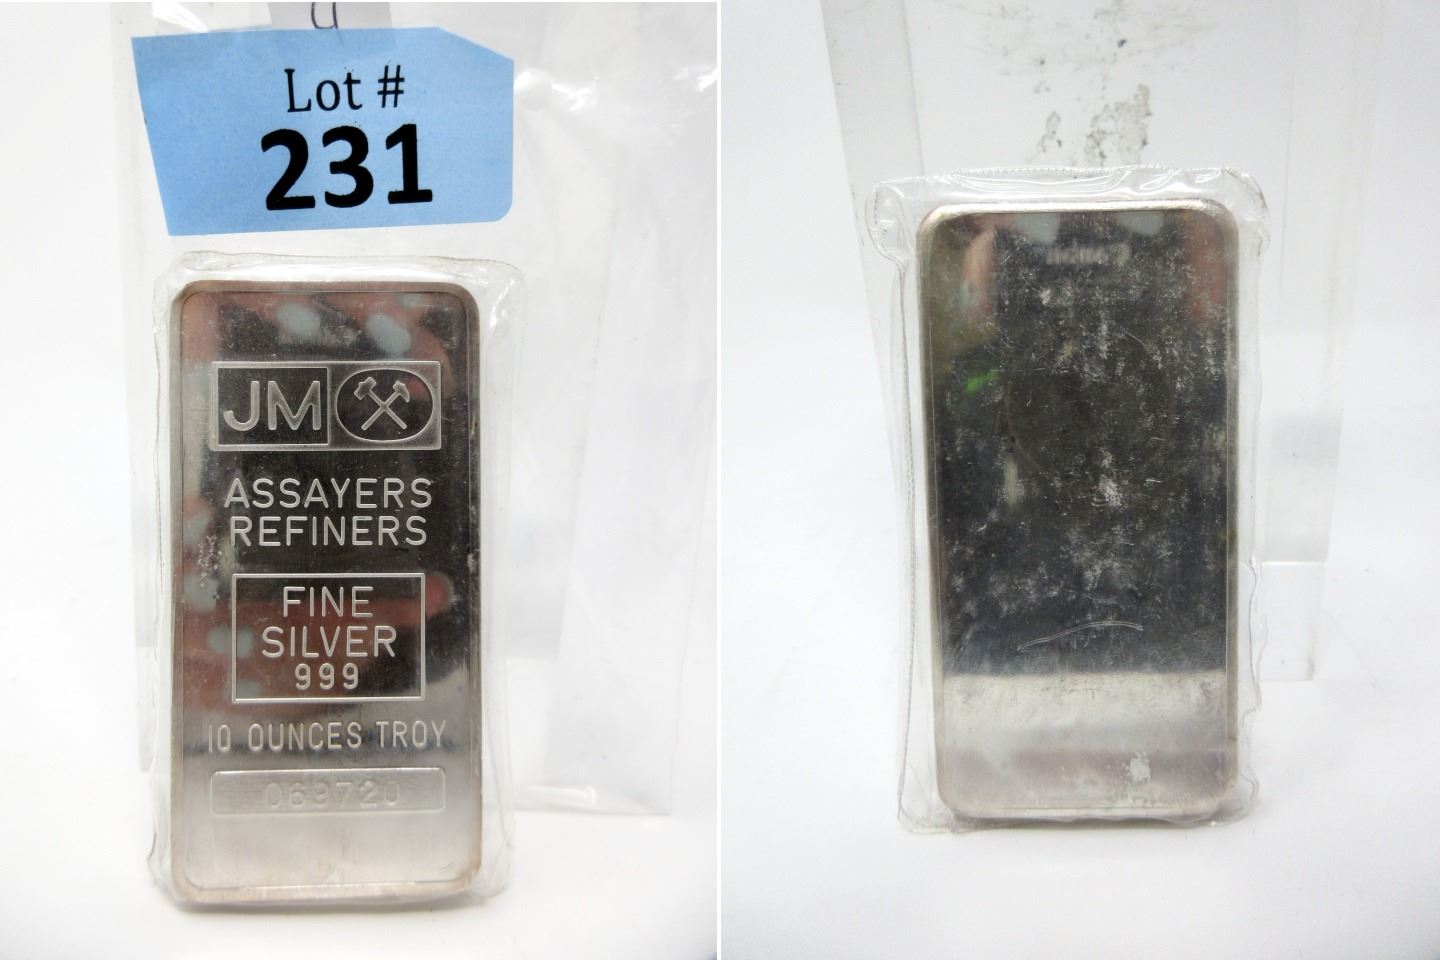 Lot #
231
JM
ASSAYERS
REFINERS
FINE
SILVER
999
10 OUNCES TROY
069720